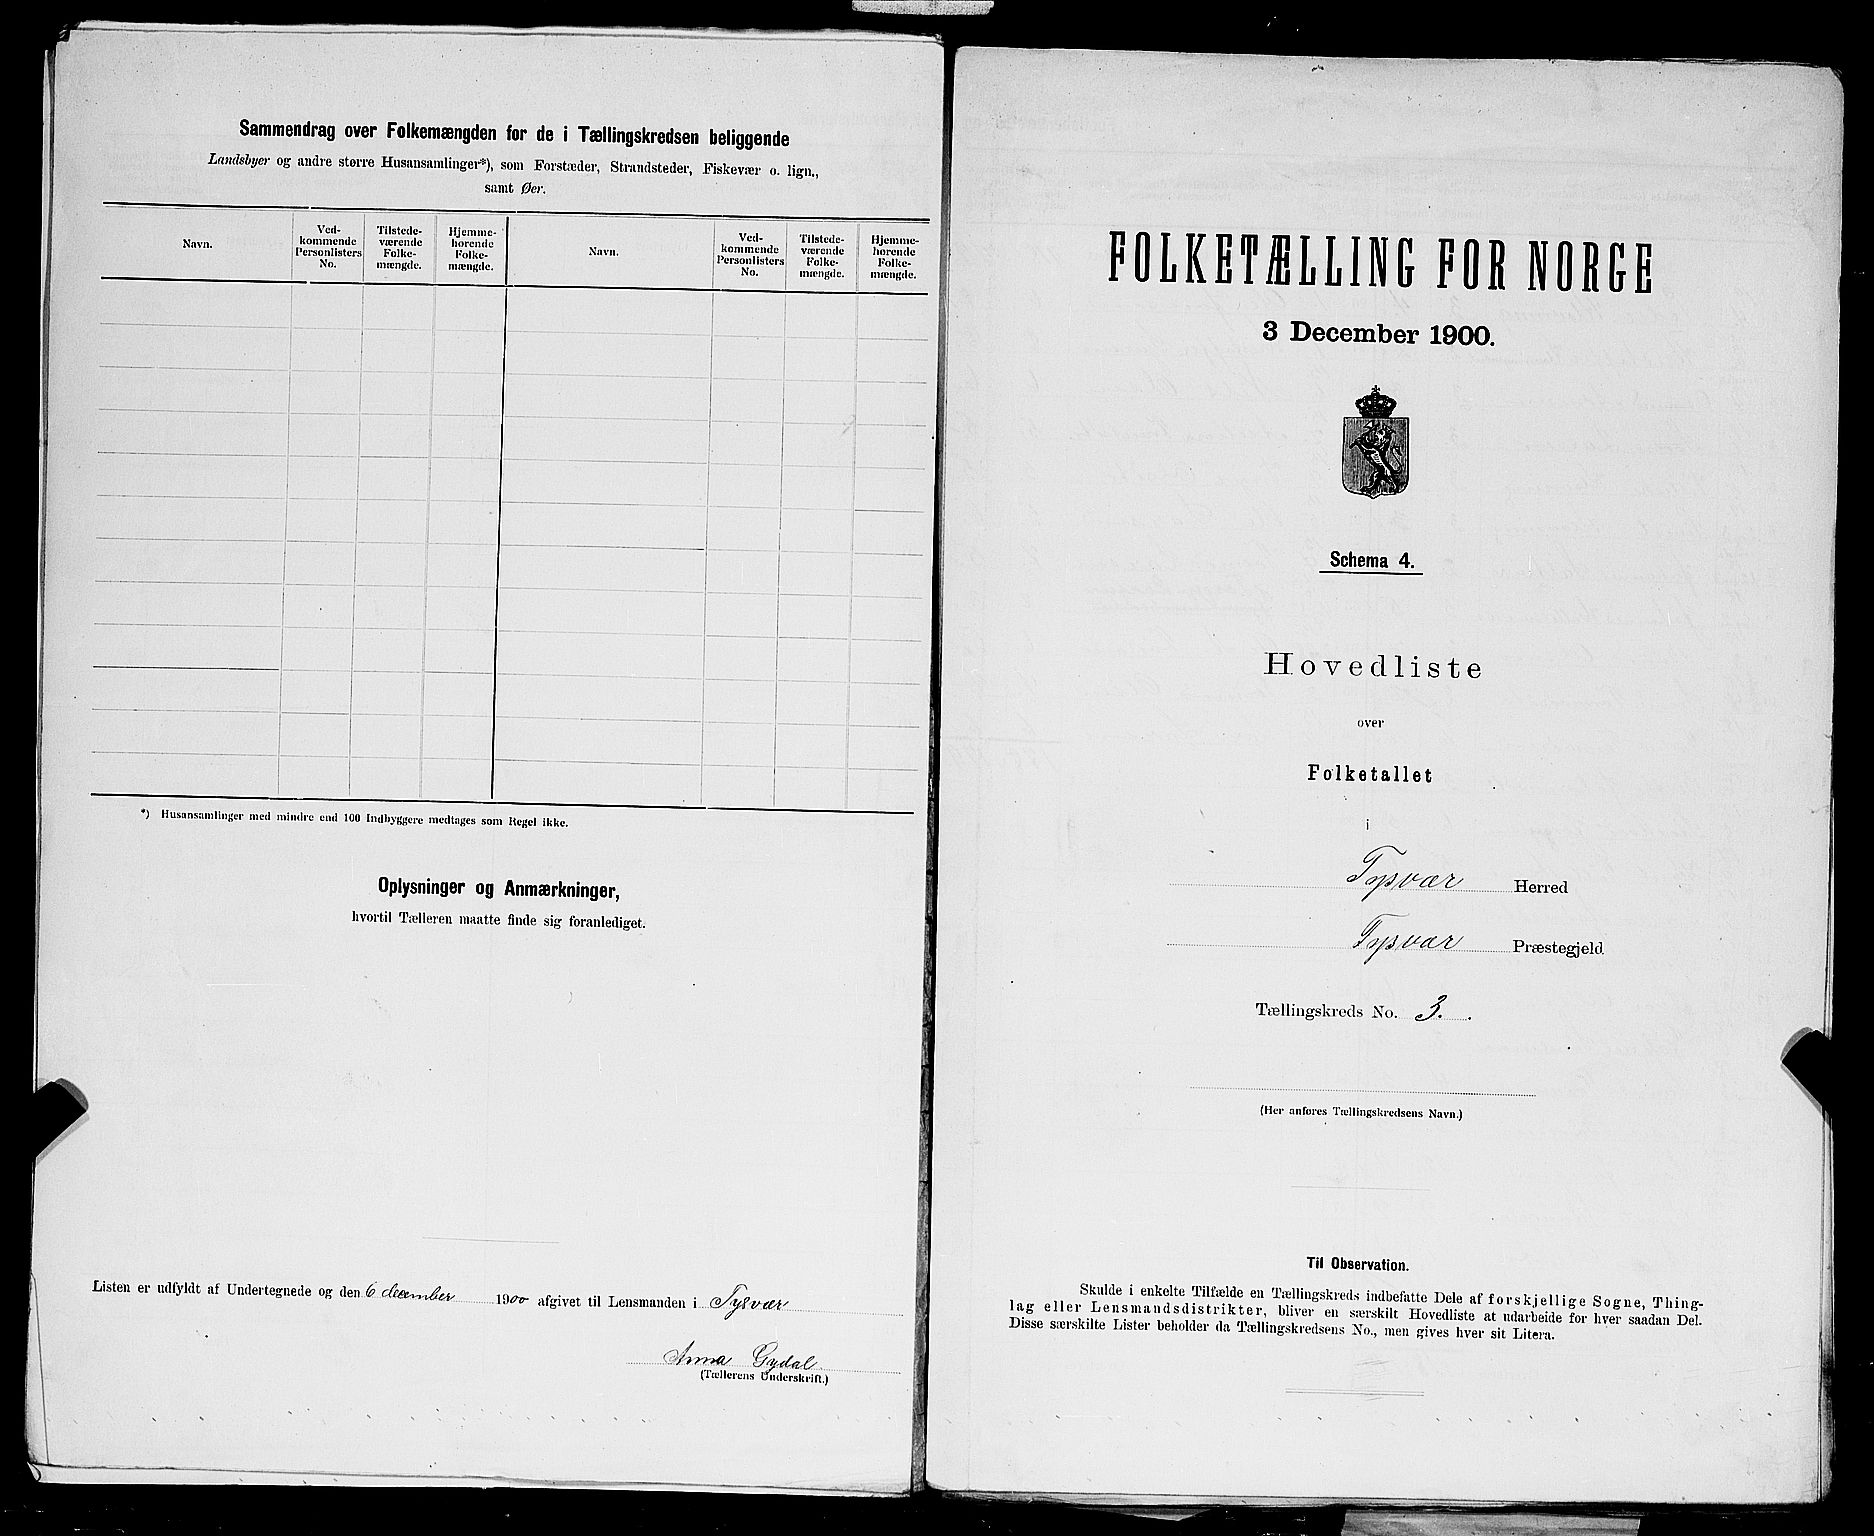 Sammendrag over Folkemængden for de i Tællingskredsen beliggende
Landsbyer og andre større Husansamlinger*), som Forstæder, Strandsteder, Fiskevær o. lign.,
samt Øer.
Navn.
Ved-
kommende
Personlisters
No.
Tilstede-
værende
Folke-
mængde.
Hjemme-
hørende
Folke-
mængde.
Navn.
Ved-
kommende
Personlisters
No.
Tilstede-
værende
Folke-
mængde.
Hjemme-
hørende
Folke-
mængde.
*) Husansamlinger med mindre end 100 Indbyggere medtages som Regel ikke.
Oplysninger og Anmærkninger,
hvortil Tælleren maatte finde sig foranlediget.
Listen er udfyldt af Undertegnede og den 6 december 1900 afgivet til Lensmanden i Tysvær
Anna Gydal.
(Tællerens Underskrift.)
FOLKETÆLLING FOR NORGE
3 December 1900.
Schema 4.
Hovedliste
over
Folketallet
i
Tysvær Herred
Tysvær Præstegjeld.
Tællingskreds No. 3.
(Her anføres Tællingskredsens Navn.)
Til Observation.
Skulde i enkelte Tilfælde en Tællingskreds indbefatte Dele af forskjellige Sogne, Thing-
lag eller Lensmandsdistrikter, bliver en særskilt Hovedliste at udarbeide for hver saadan Del.
Disse særskilte Lister beholder da Tællingskredsens No., men gives hver sit Litera.